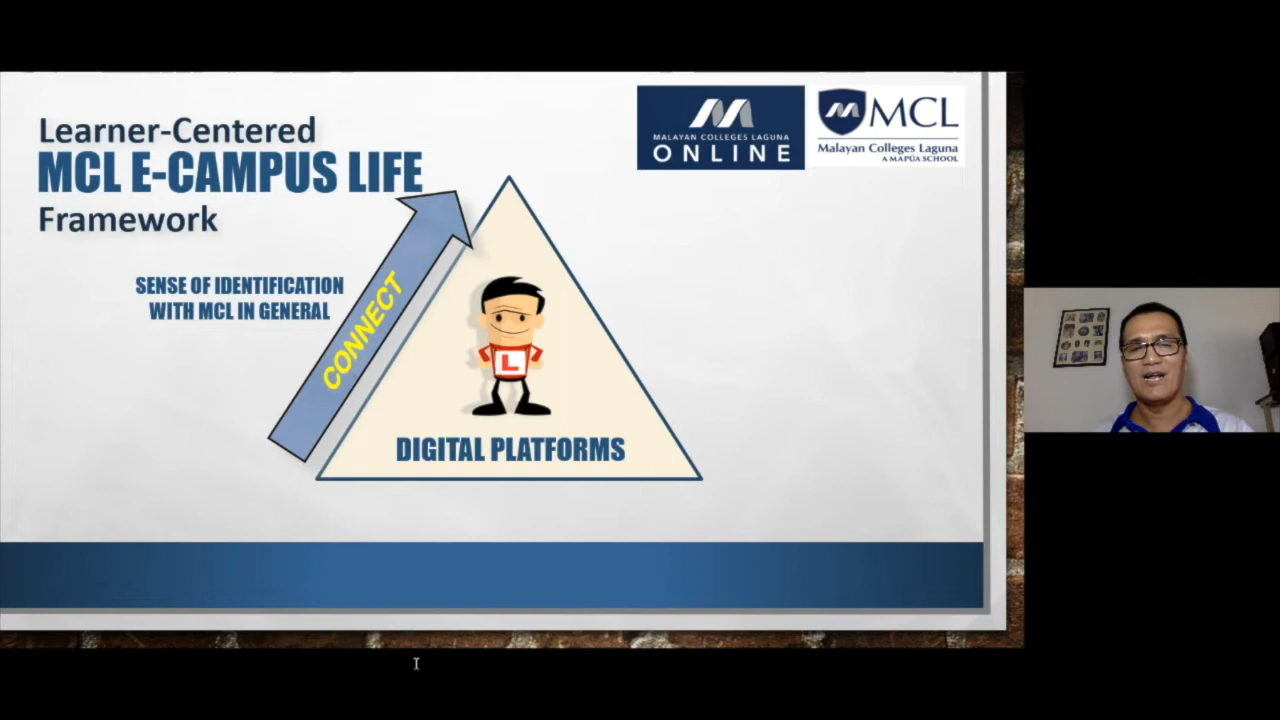 Learner-Centered
MCL E-CAMPUS LIFE
Framework
MALAYAN COLLEGES LAGUNA
ONLINE
MCL
Malayan Colleges Laguna
A MAPÚA SCHOOL
SENSE OF IDENTIFICATION
WITH MCL IN GENERAL
CONNECT
L
DIGITAL PLATFORMS